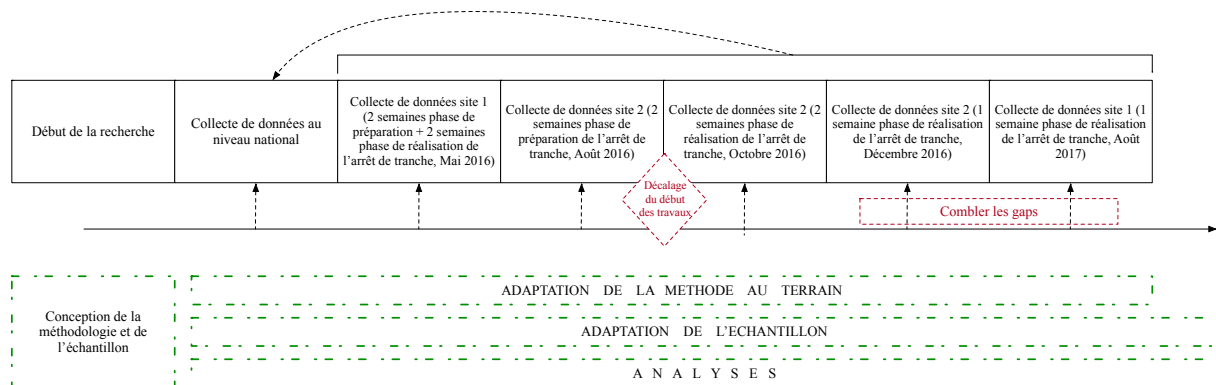 Début de la recherche
Collecte de données au
niveau national
Collecte de données site 1
(2 semaines phase de
préparation + 2 semaines
phase de réalisation de
l’arrêt de tranche, Mai 2016)
Collecte de données site 2 (2
semaines phase de
préparation de l’arrêt de
tranche, Août 2016)
Collecte de données site 2 (2
semaines phase de
réalisation de l’arrêt de
tranche, Octobre 2016)
Collecte de données site 2 (1
semaine phase de réalisation
de l’arrêt de tranche,
Décembre 2016)
Collecte de données site 1 (1
semaine phase de réalisation
de l’arrêt de tranche, Août
2017)
Décalage
du début
des travaux
Combler les gaps
Conception de la
méthodologie et de
l’échantillon
ADAPTATION DE LA METHODE AU TERRAIN
ADAPTATION DE L’ECHANTILLON
A N A L Y S E S